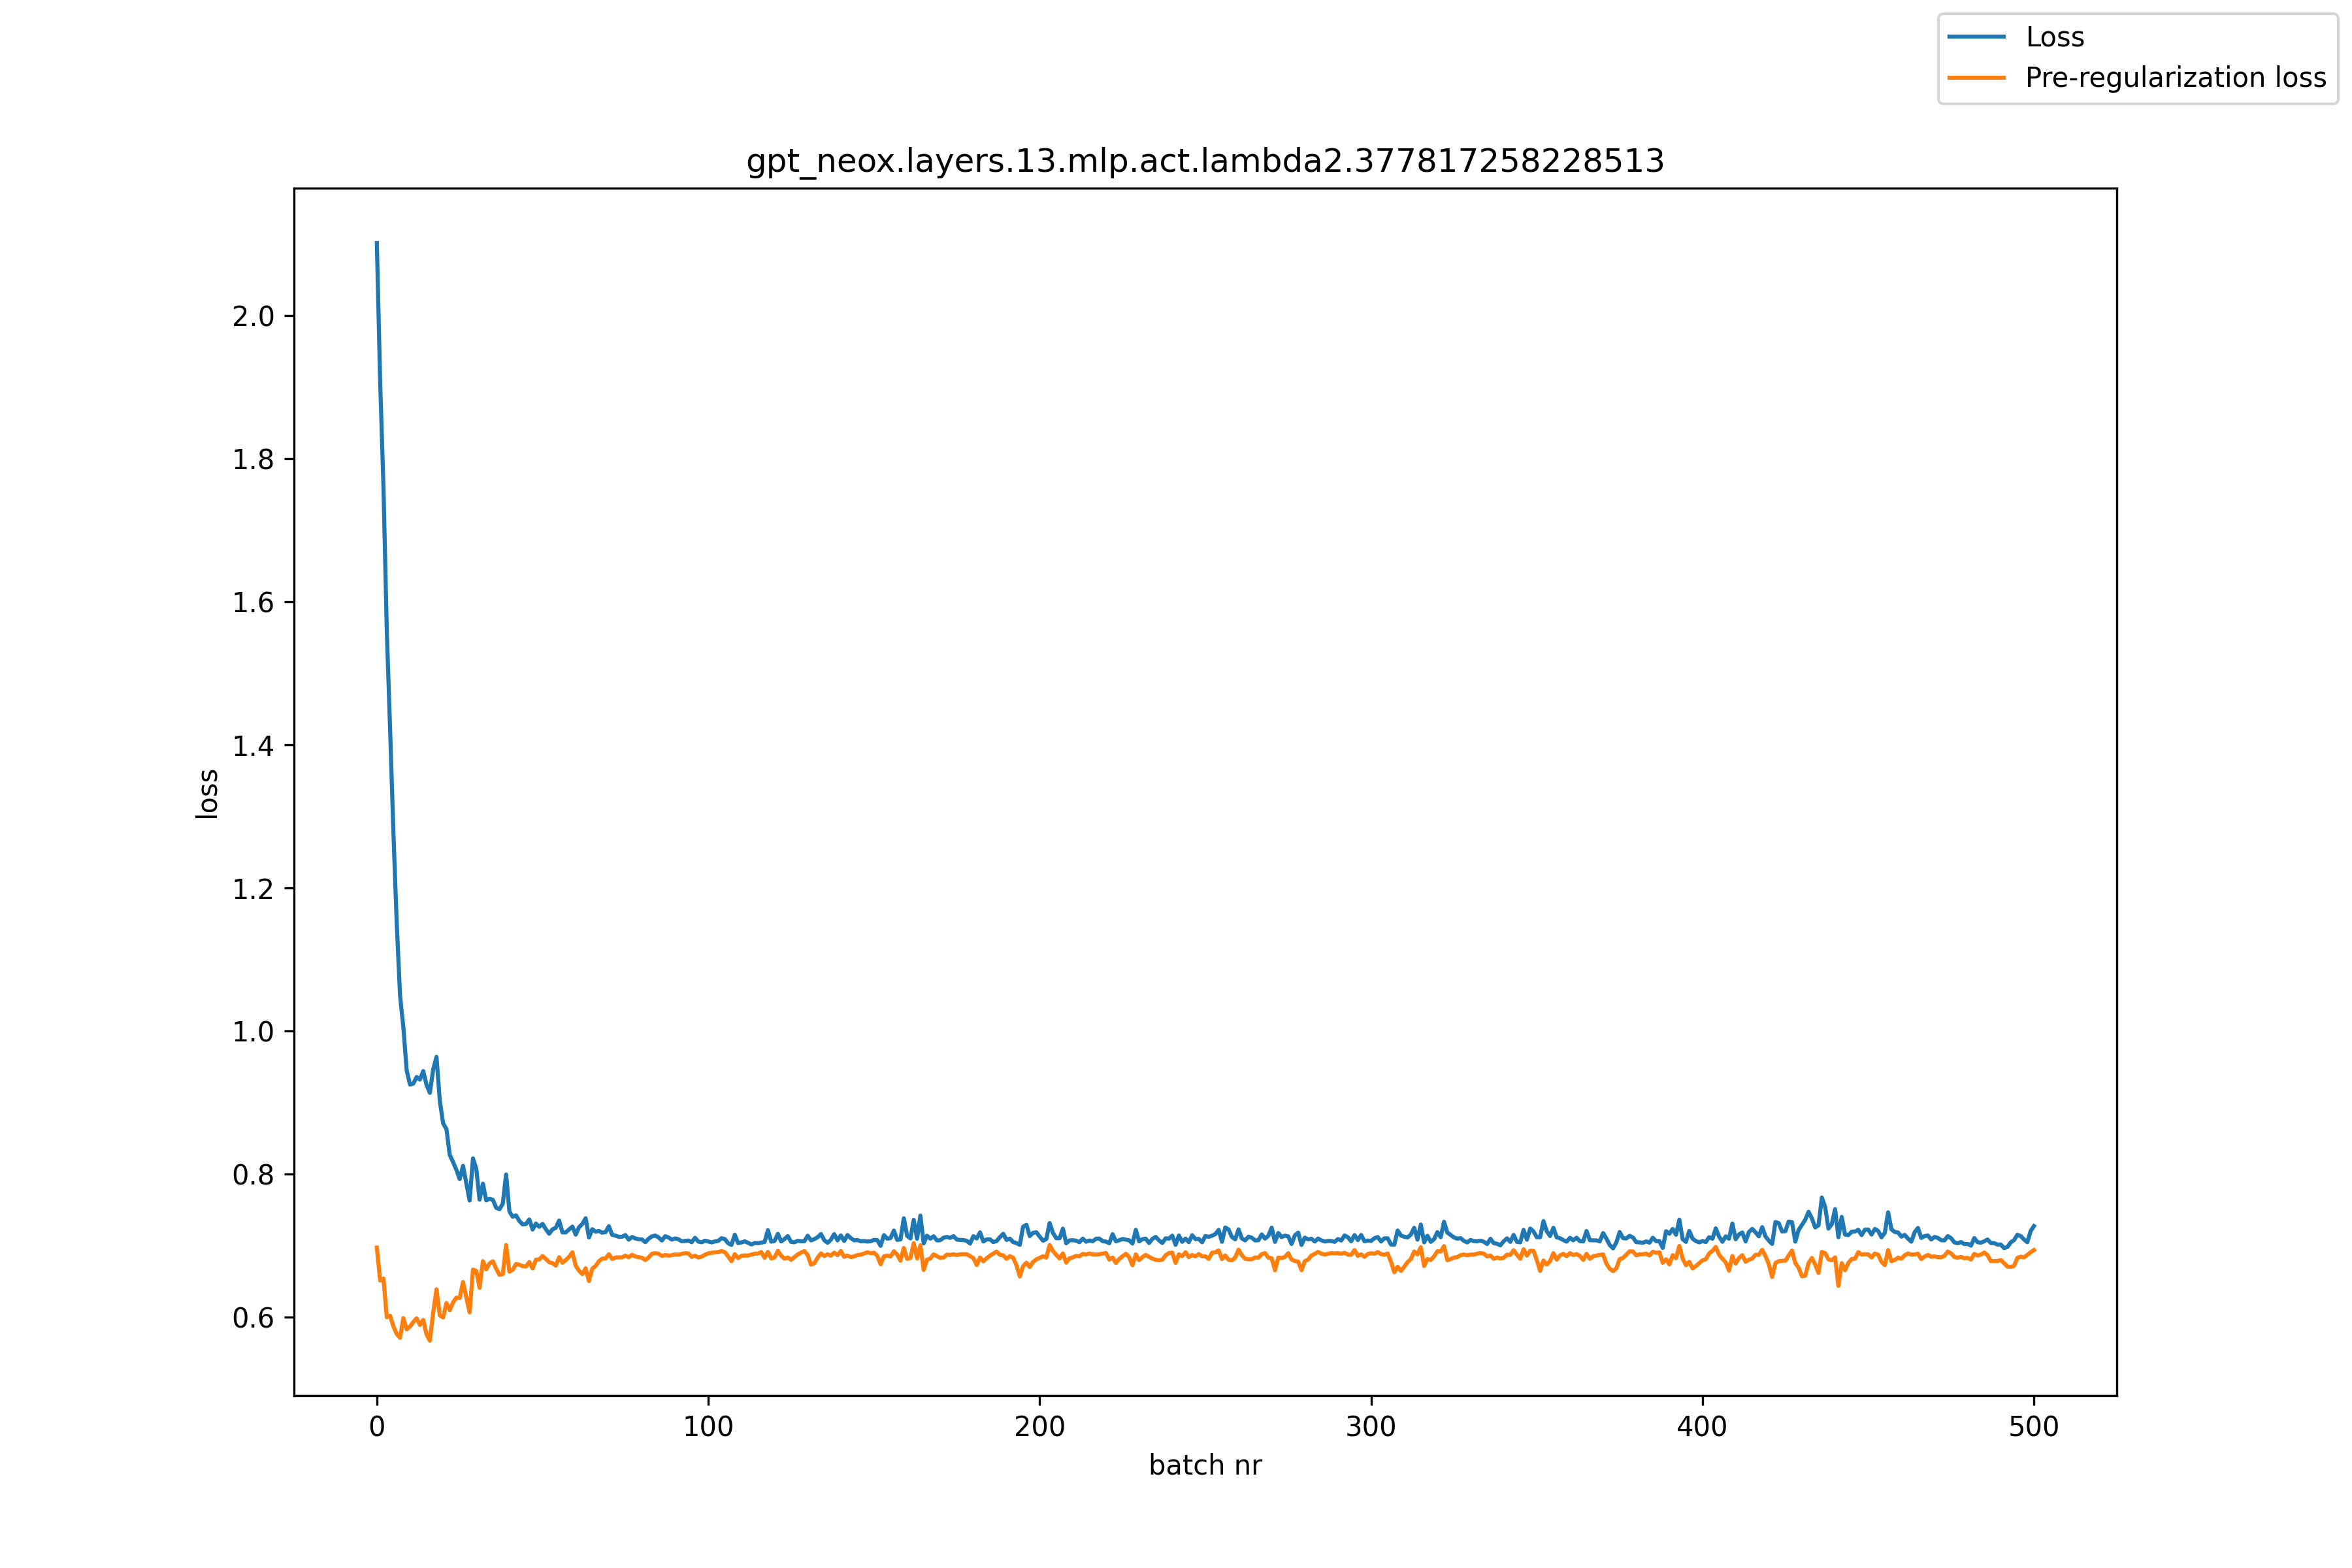 Loss
Pre-regularization loss
gpt_neox.layers.13.mlp.act.lambda2.377817258228513
2.0
1.8
1.6
1.4
1.2
1.0
0.8
0.6
loss
0 100 200 300 400 500
batch nr